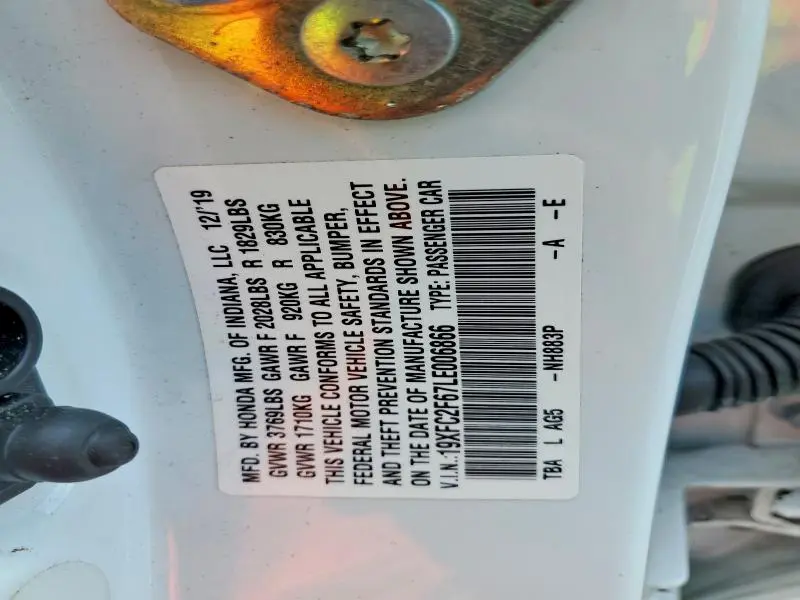 MFD. BY HONDA MFG. OF INDIANA, LLC 12/'19
GVWR 3769LBS GAWR F 2028LBS R 1829LBS
GVWR 1710KG GAWR F 920KG R 830KG
THIS VEHICLE CONFORMS TO ALL APPLICABLE
FEDERAL MOTOR VEHICLE SAFETY, BUMPER,
AND THEFT PREVENTION STANDARDS IN EFFECT
ON THE DATE OF MANUFACTURE SHOWN ABOVE.
V.I.N.:19XFC2F67LE006866 TYPE: PASSENGER CAR
TBA L AG5 -NH883P -A -E